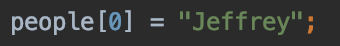 people[0] = "Jeffrey";